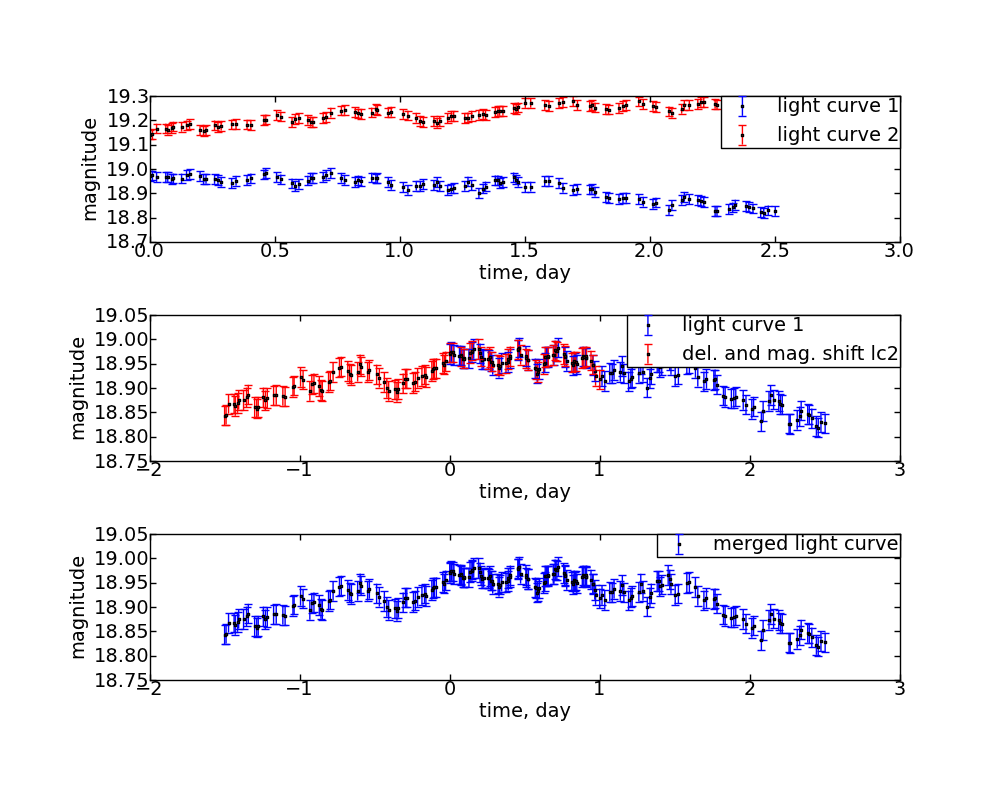 19.3
19.2
19.1
19.0
18.9
18.8
18.7
magnitude
light curve 1
light curve 2
0.0 0.5 1.0 1.5 2.0 2.5 3.0
time, day
19.05
19.00
18.95
18.90
18.85
18.80
18.75
magnitude
light curve 1
del. and mag. shift lc2
−2 −1 0 1 2 3
time, day
19.05
19.00
18.95
18.90
18.85
18.80
18.75
magnitude
merged light curve
−2 −1 0 1 2 3
time, day